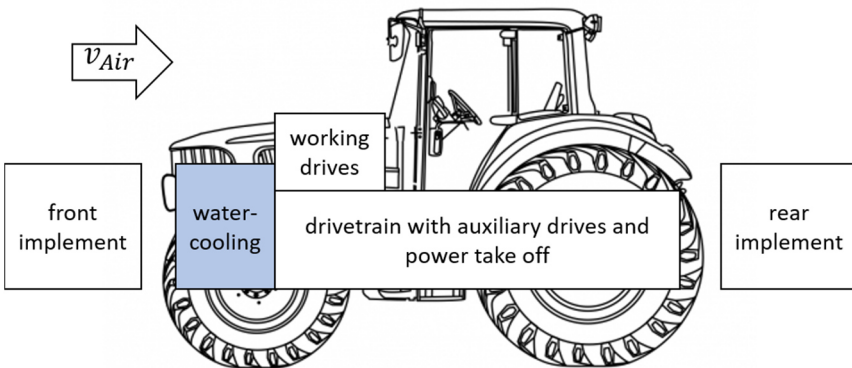 v_Air
working
drives
front
implement
water-
cooling
drivetrain with auxiliary drives and
power take off
rear
implement